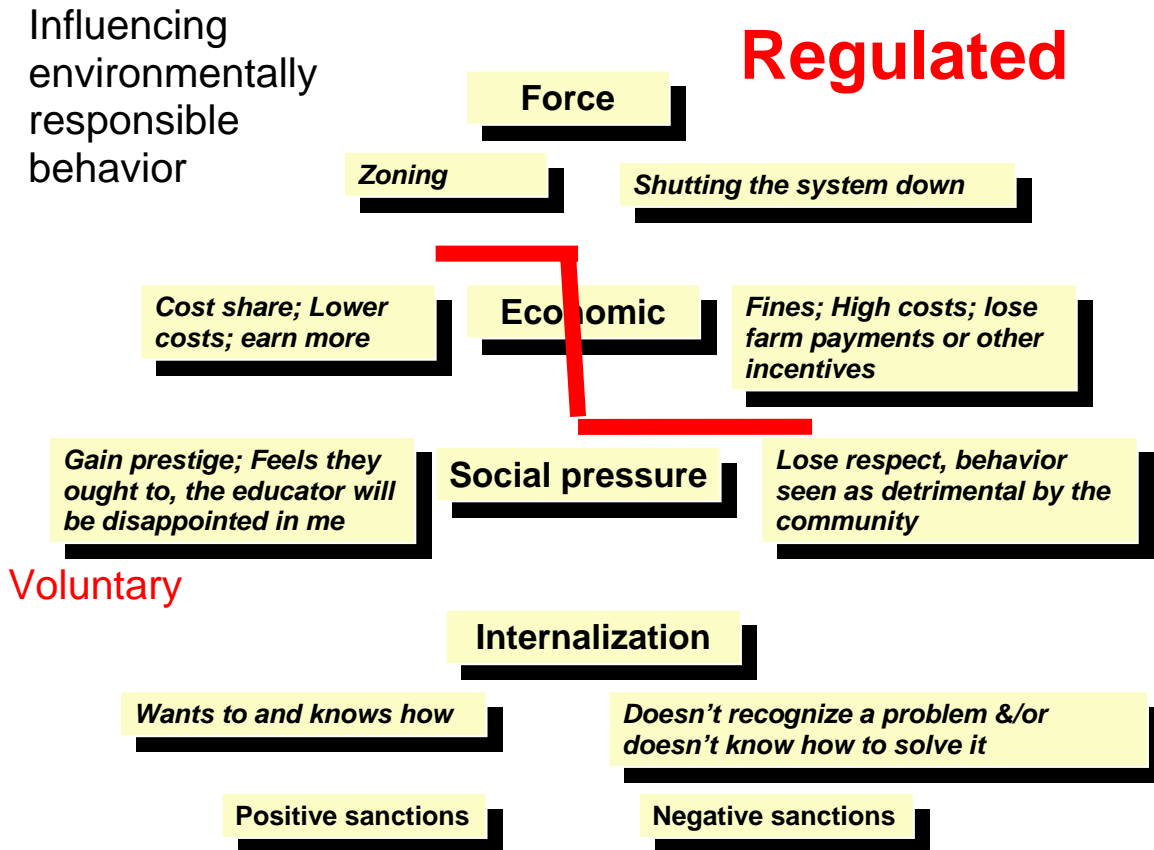 Influencing
environmentally
responsible
behavior
Regulated
Force
Zoning
Shutting the system down
Cost share; Lower
costs; earn more
Economic
Fines; High costs; lose
farm payments or other
incentives
Gain prestige; Feels they
ought to, the educator will
be disappointed in me
Social pressure
Lose respect, behavior
seen as detrimental by the
community
Voluntary
Internalization
Wants to and knows how
Doesn’t recognize a problem &/or
doesn’t know how to solve it
Positive sanctions
Negative sanctions